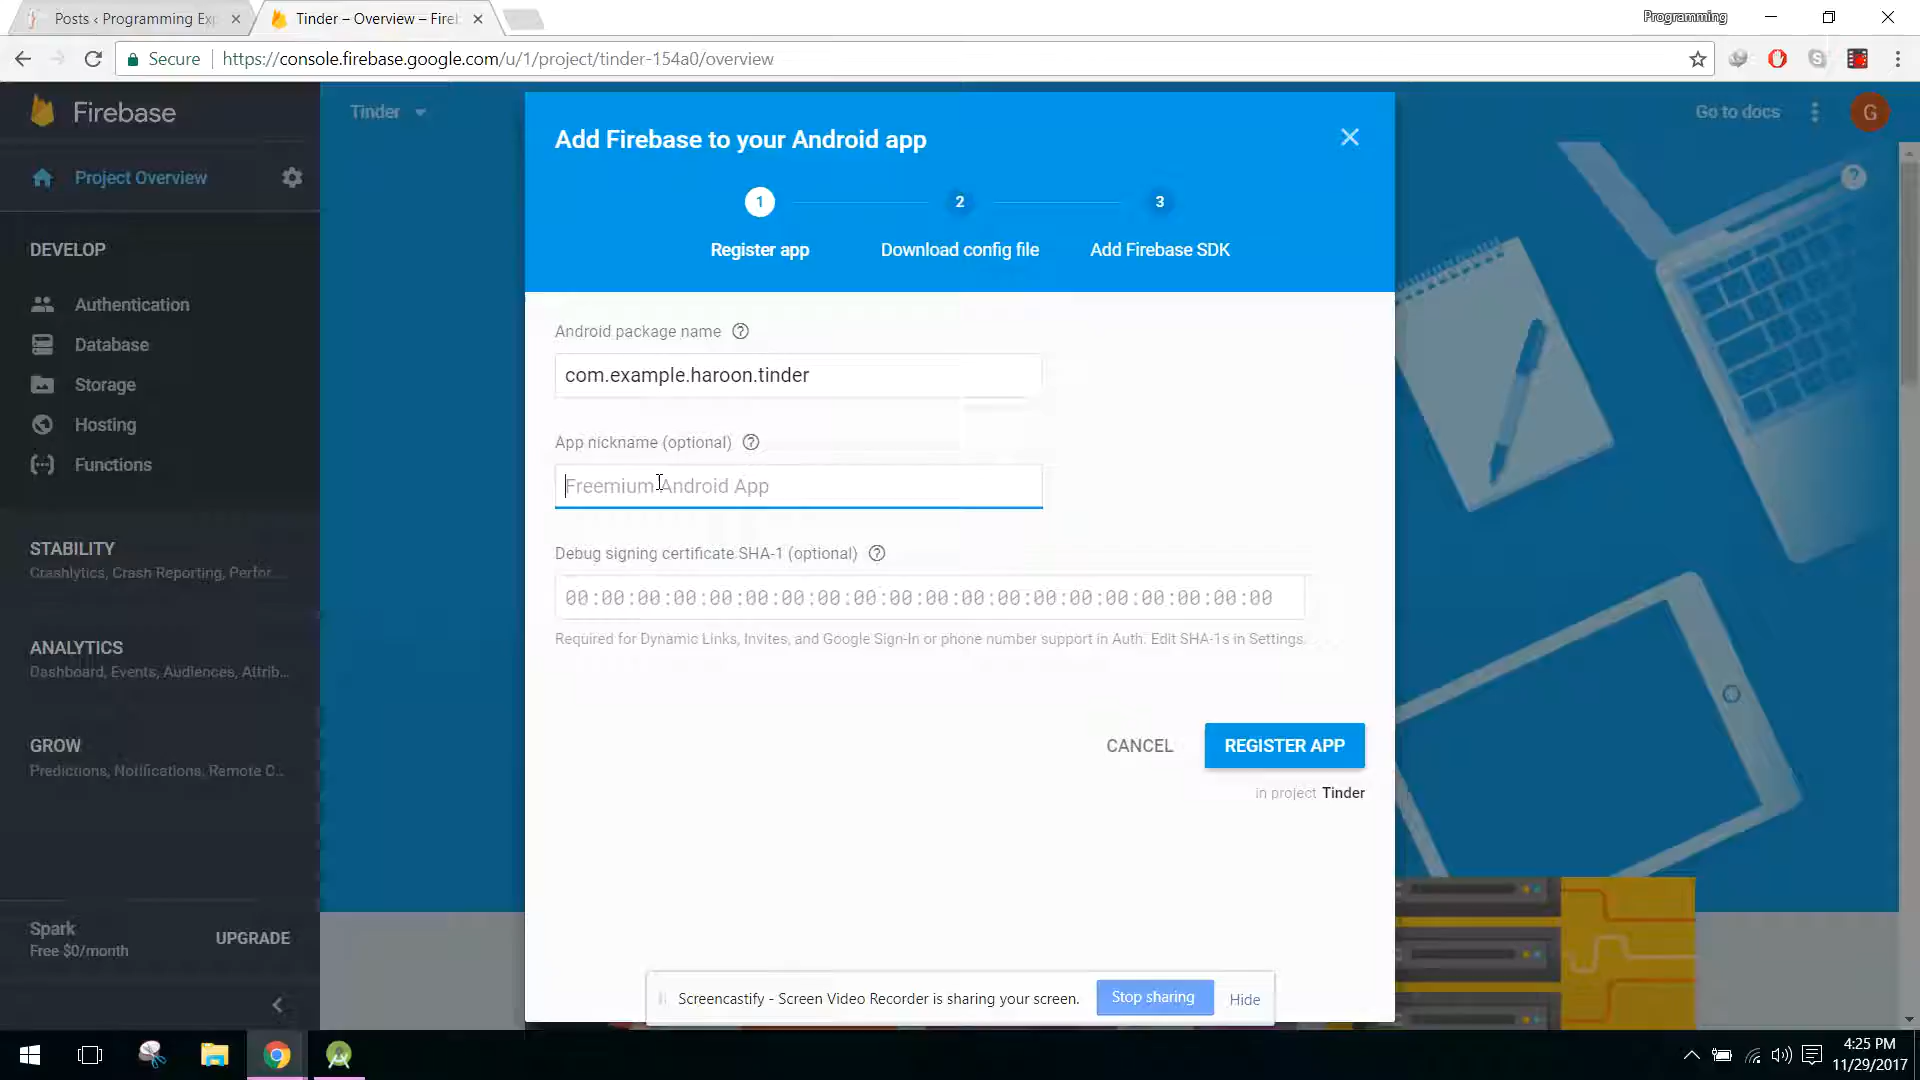 Posts ‹ Programming Exp
Tinder – Overview – Fireb
Programming
Secure
https://console.firebase.google.com/u/1/project/tinder-154a0/overview
Firebase
Tinder
Go to docs
G
Project Overview
?
DEVELOP
Authentication
Database
Storage
Hosting
Functions
STABILITY
Crashlytics, Crash Reporting, Perfor...
ANALYTICS
Dashboard, Events, Audiences, Attrib...
GROW
Predictions, Notifications, Remote C...
Spark
Free $0/month
UPGRADE
Add Firebase to your Android app
1
2
3
Register app
Download config file
Add Firebase SDK
Android package name ?
com.example.haroon.tinder
App nickname (optional) ?
Freemium Android App
Debug signing certificate SHA-1 (optional) ?
00:00:00:00:00:00:00:00:00:00:00:00:00:00:00:00:00:00:00:00
Required for Dynamic Links, Invites, and Google Sign-In or phone number support in Auth. Edit SHA-1s in Settings.
CANCEL
REGISTER APP
in project Tinder
Screencastify - Screen Video Recorder is sharing your screen.
Stop sharing
Hide
4:25 PM
11/29/2017